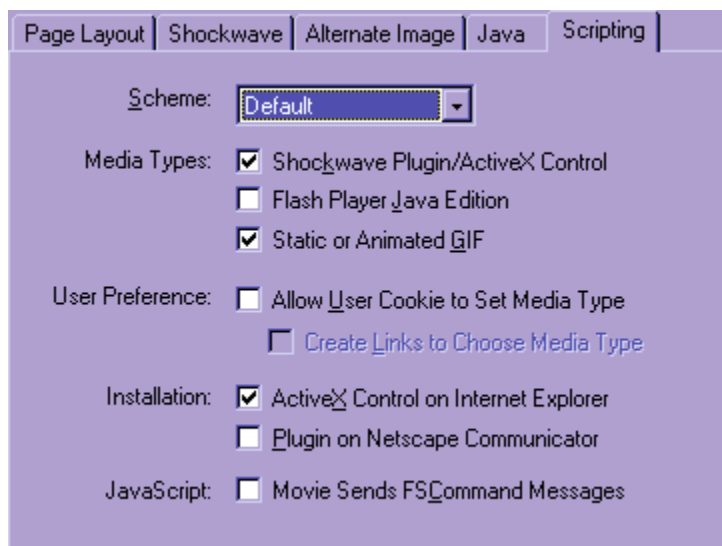 Page Layout Shockwave Alternate Image Java Scripting
Scheme: Default
Media Types: Shockwave Plugin/ActiveX Control
Flash Player Java Edition
Static or Animated GIF
User Preference: Allow User Cookie to Set Media Type
Create Links to Choose Media Type
Installation: ActiveX Control on Internet Explorer
Plugin on Netscape Communicator
JavaScript: Movie Sends FSCommand Messages